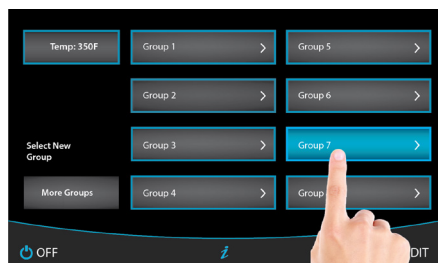 Temp: 350F
Group 1
Group 5
Group 2
Group 6
Select New
Group
Group 3
Group 7
More Groups
Group 4
Group
OFF
i